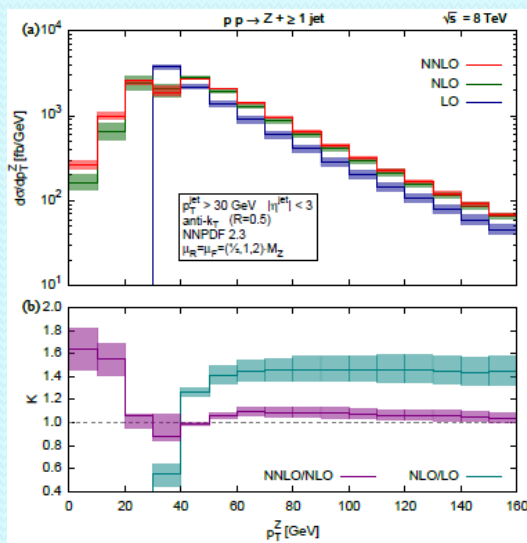 p p → Z + ≥ 1 jet √s = 8 TeV
(a)
10⁴
10³
10²
10¹
dσ/dp_T^Z [fb/GeV]
NNLO
NLO
LO
p_T^jet > 30 GeV |η^jet| < 3
anti-k_T (R=0.5)
NNPDF 2.3
μ_R=μ_F=(½,1,2)·M_Z
(b)
2.0
1.8
1.6
1.4
1.2
1.0
0.8
0.6
0.4
K
NNLO/NLO
NLO/LO
0 20 40 60 80 100 120 140 160
p_T^Z [GeV]